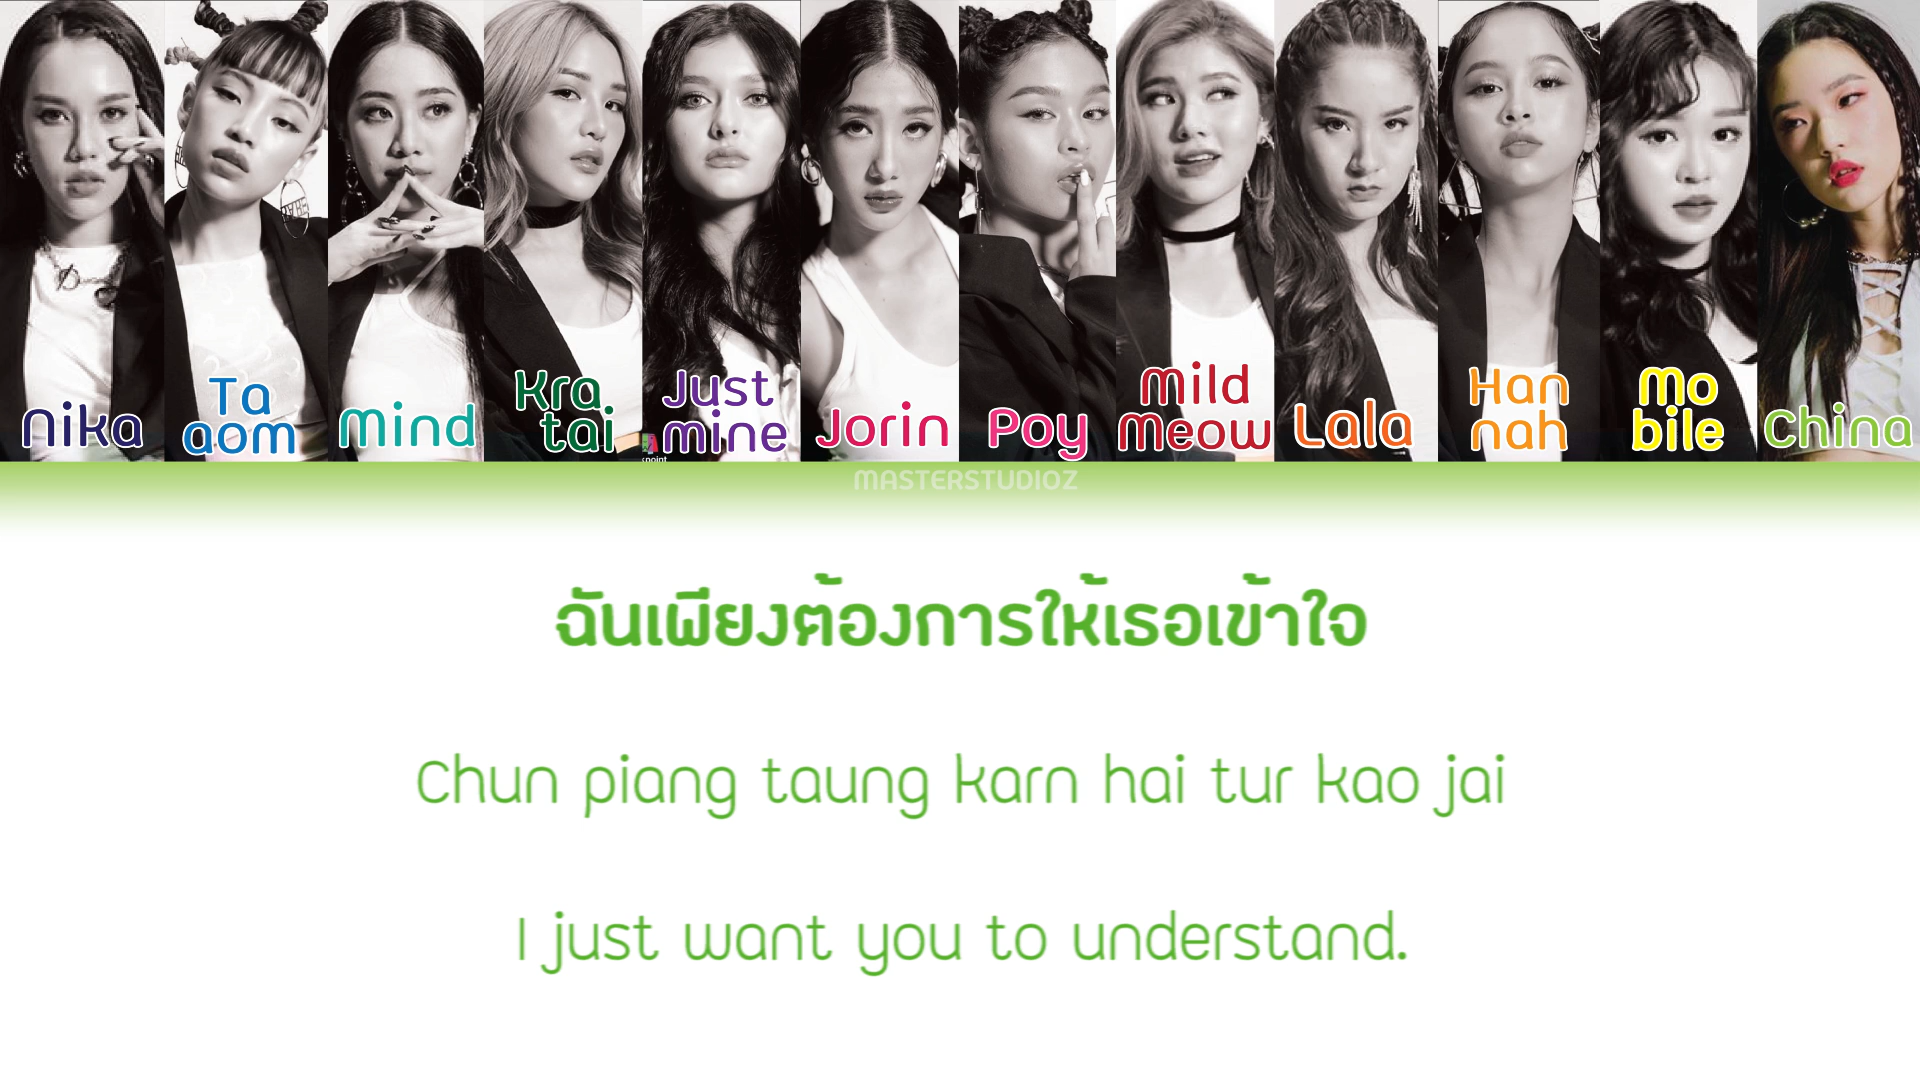 Nika
Ta
aom
Mind
Kra
tai
Just
mine
Jorin
Poy
Mild
Meow
Lala
Han
nah
Mo
bile
China
point
MASTERSTUDIOZ
ฉันเพียงต้องการให้เธอเข้าใจ
Chun piang taung karn hai tur kao jai
I just want you to understand.